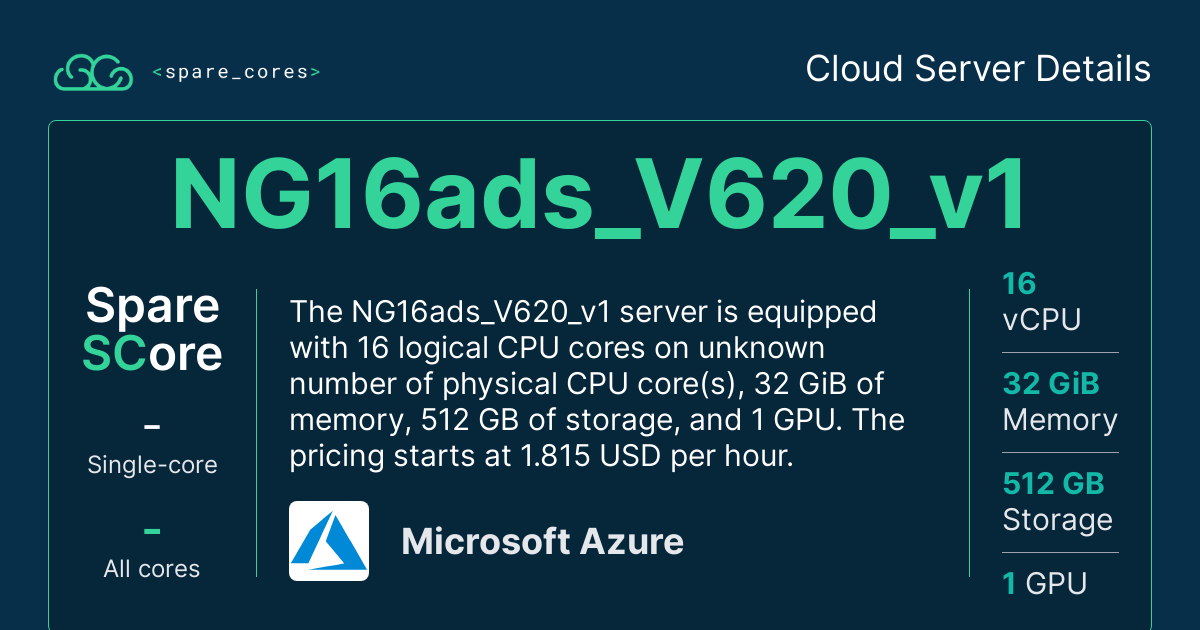 <spare_cores>
Cloud Server Details
NG16ads_V620_v1
Spare
SCore
–
Single-core
–
All cores
The NG16ads_V620_v1 server is equipped
with 16 logical CPU cores on unknown
number of physical CPU core(s), 32 GiB of
memory, 512 GB of storage, and 1 GPU. The
pricing starts at 1.815 USD per hour.
Microsoft Azure
16
vCPU
32 GiB
Memory
512 GB
Storage
1 GPU